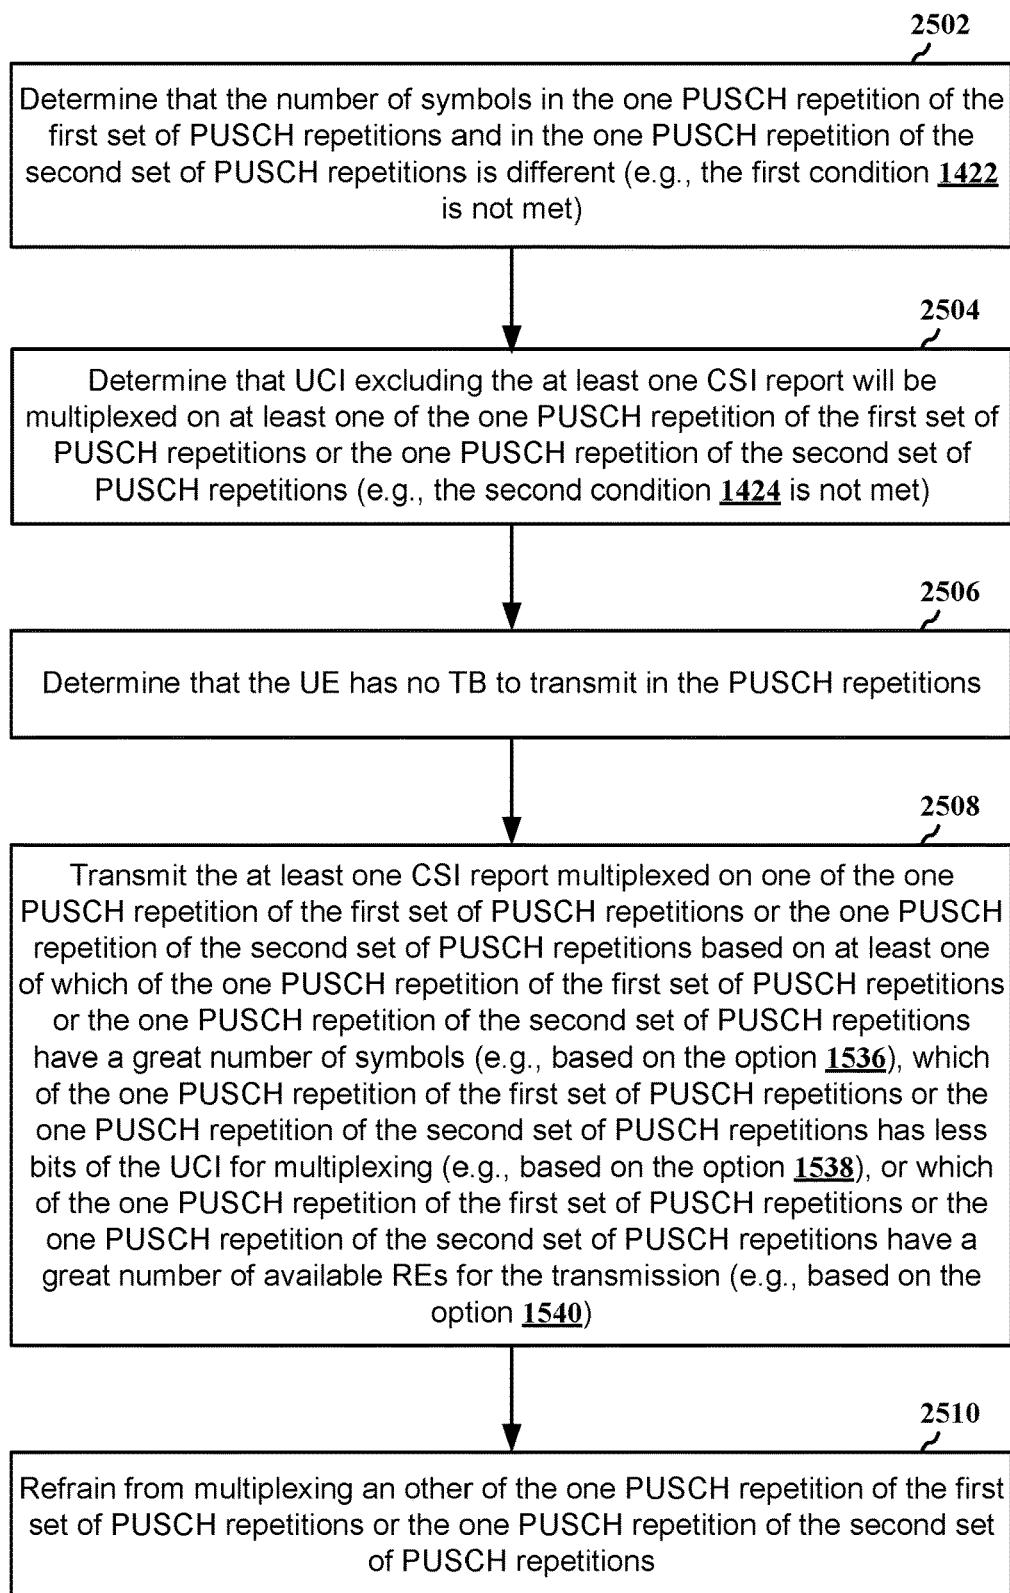 2502
Determine that the number of symbols in the one PUSCH repetition of the
first set of PUSCH repetitions and in the one PUSCH repetition of the
second set of PUSCH repetitions is different (e.g., the first condition 1422
is not met)
2504
Determine that UCI excluding the at least one CSI report will be
multiplexed on at least one of the one PUSCH repetition of the first set of
PUSCH repetitions or the one PUSCH repetition of the second set of
PUSCH repetitions (e.g., the second condition 1424 is not met)
2506
Determine that the UE has no TB to transmit in the PUSCH repetitions
2508
Transmit the at least one CSI report multiplexed on one of the one
PUSCH repetition of the first set of PUSCH repetitions or the one PUSCH
repetition of the second set of PUSCH repetitions based on at least one
of which of the one PUSCH repetition of the first set of PUSCH repetitions
or the one PUSCH repetition of the second set of PUSCH repetitions
have a great number of symbols (e.g., based on the option 1536), which
of the one PUSCH repetition of the first set of PUSCH repetitions or the
one PUSCH repetition of the second set of PUSCH repetitions has less
bits of the UCI for multiplexing (e.g., based on the option 1538), or which
of the one PUSCH repetition of the first set of PUSCH repetitions or the
one PUSCH repetition of the second set of PUSCH repetitions have a
great number of available REs for the transmission (e.g., based on the
option 1540)
2510
Refrain from multiplexing an other of the one PUSCH repetition of the first
set of PUSCH repetitions or the one PUSCH repetition of the second set
of PUSCH repetitions